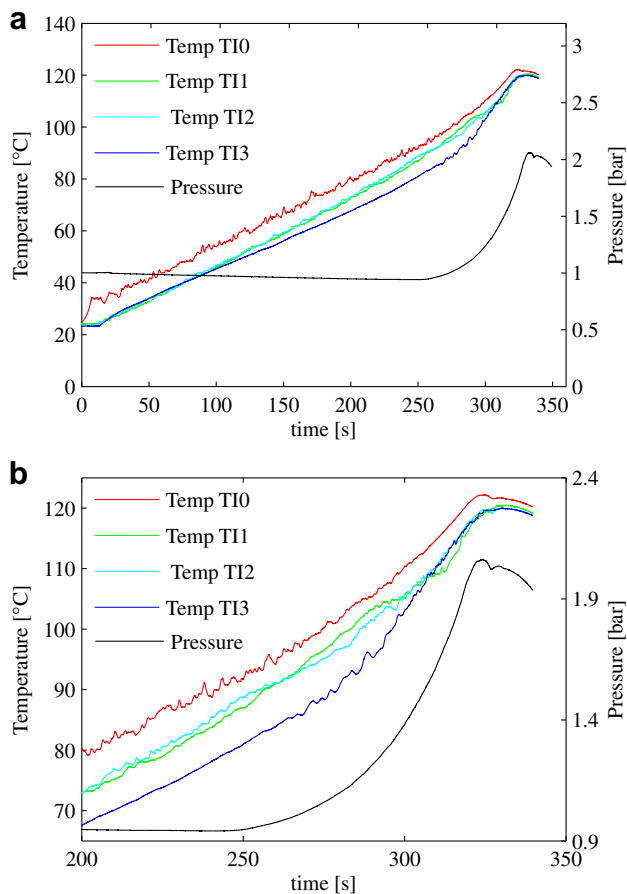 a
140
120
100
80
60
40
20
0
Temperature [°C]
Temp TI0
Temp TI1
Temp TI2
Temp TI3
Pressure
3
2.5
2
1.5
1
0.5
0
Pressure [bar]
0 50 100 150 200 250 300 350
time [s]
b
120
110
100
90
80
70
Temperature [°C]
Temp TI0
Temp TI1
Temp TI2
Temp TI3
Pressure
2.4
1.9
1.4
0.9
Pressure [bar]
200 250 300 350
time [s]